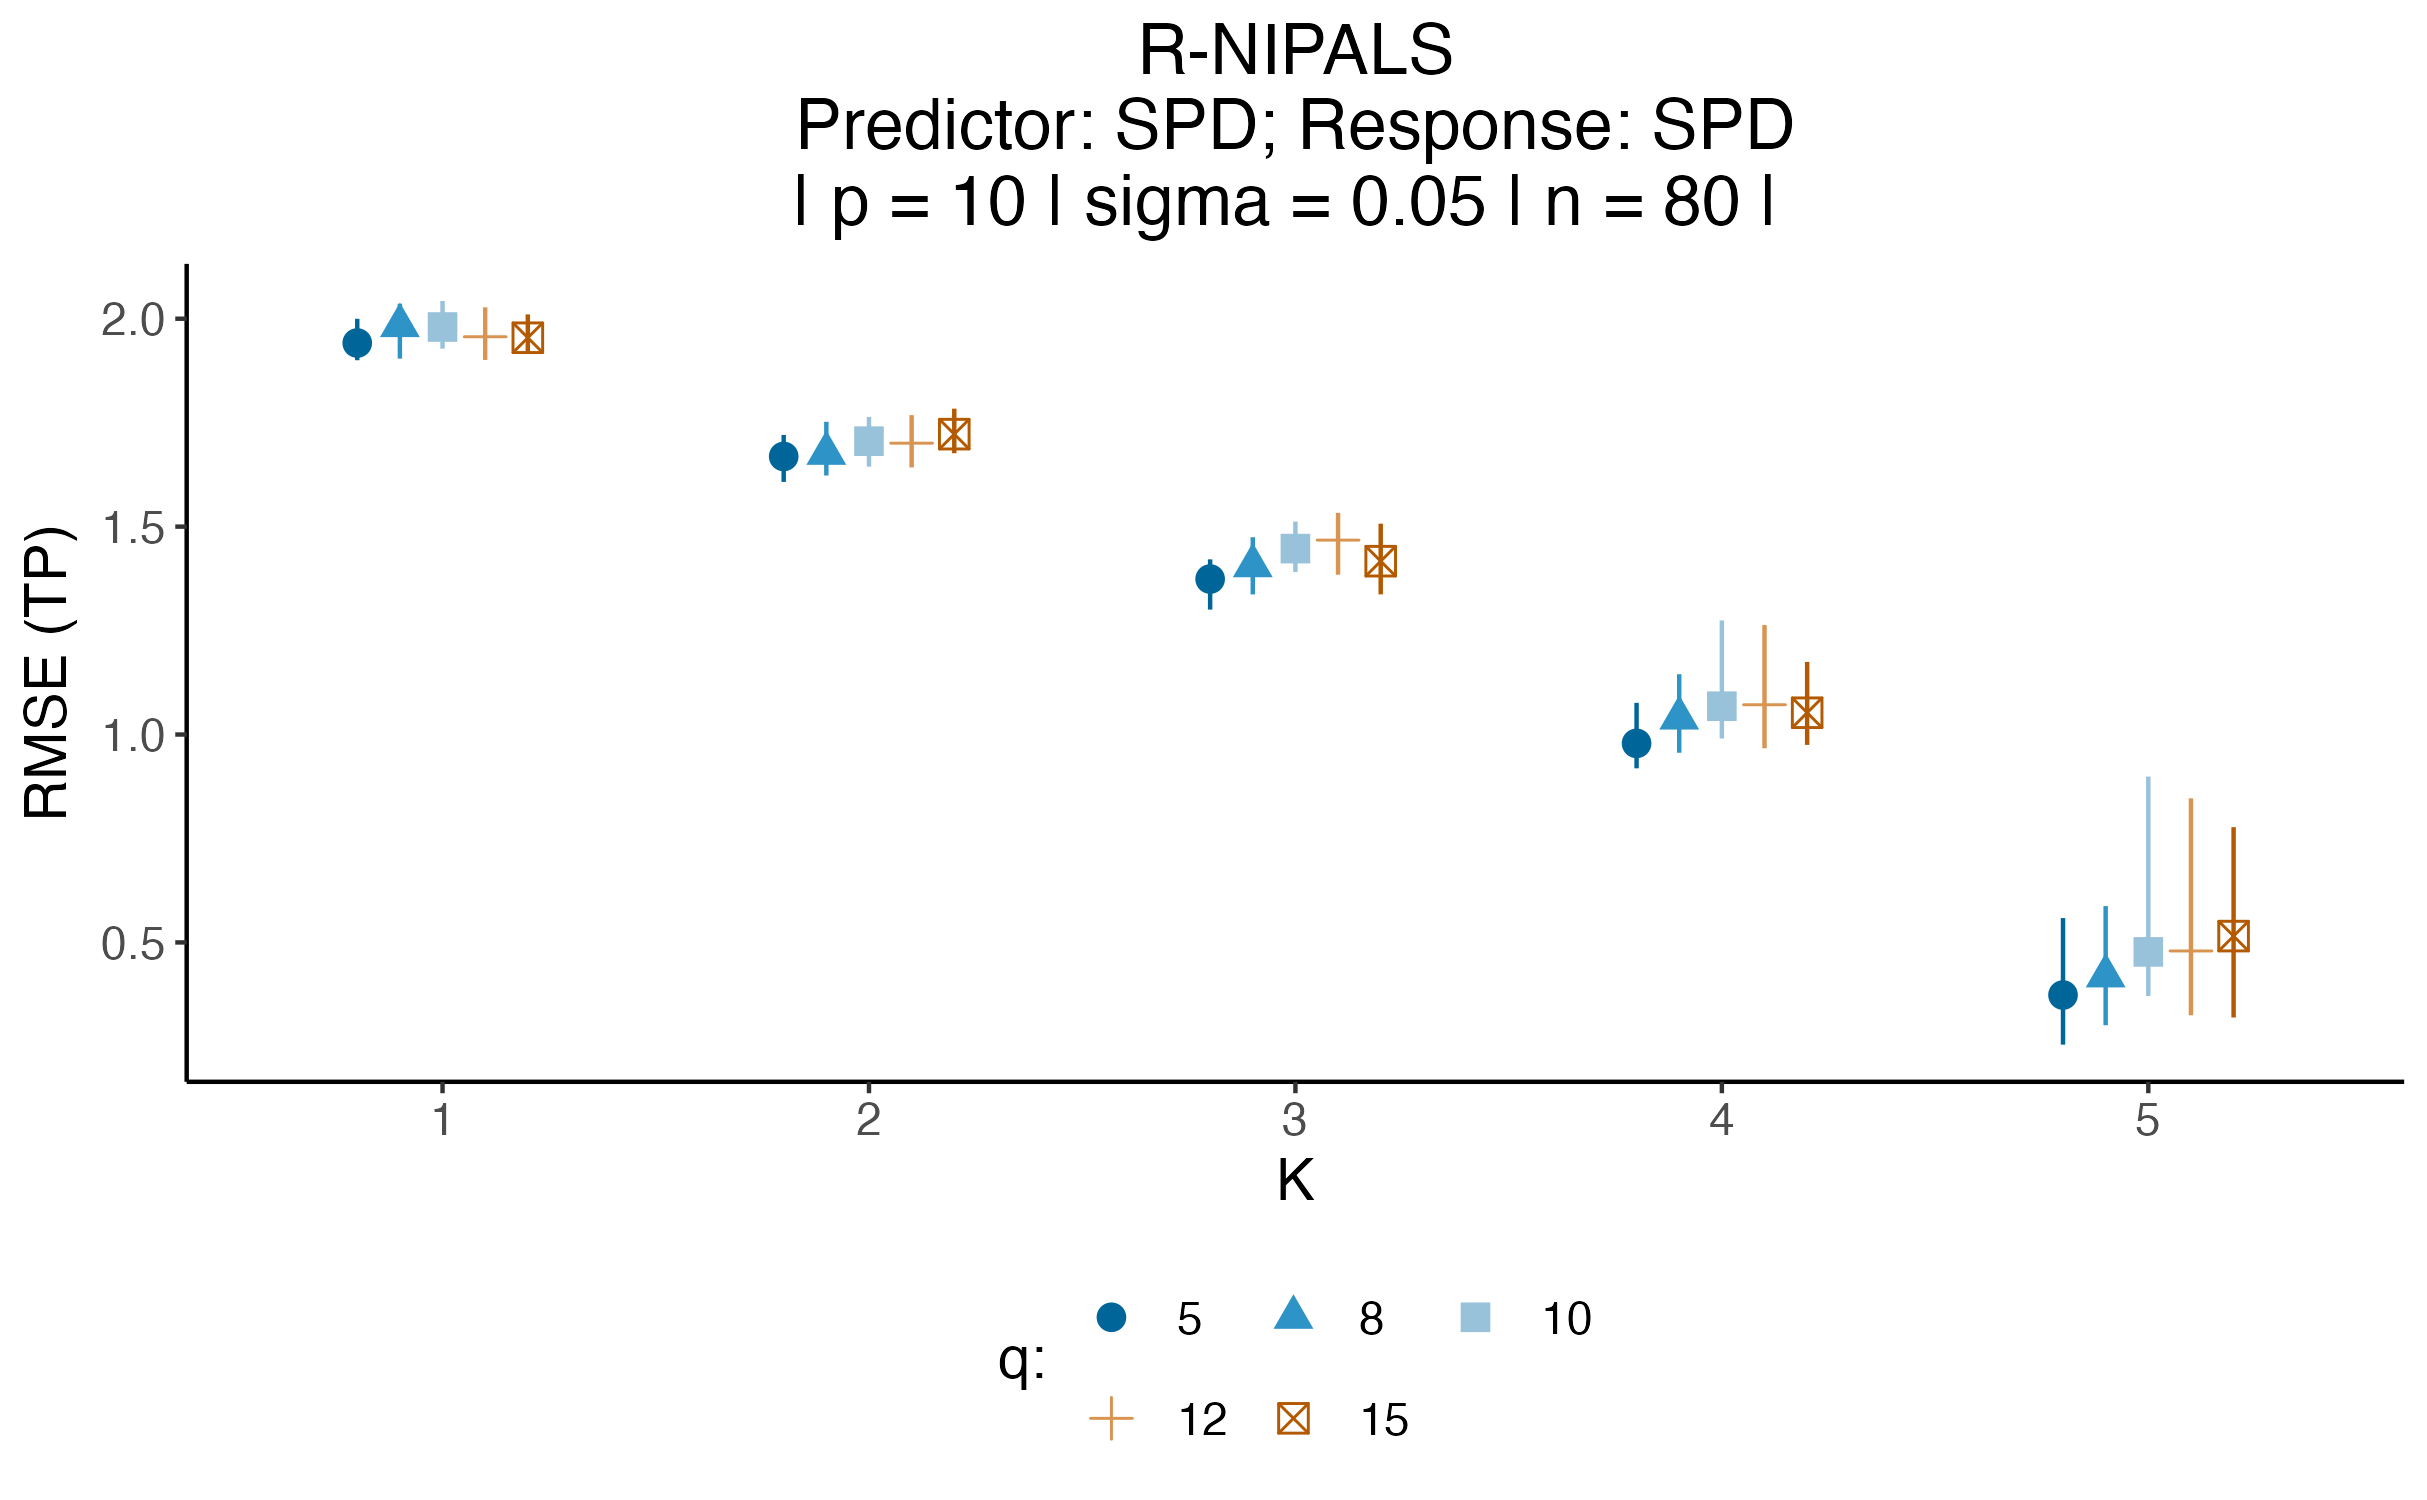 R-NIPALS
Predictor: SPD; Response: SPD
| p = 10 | sigma = 0.05 | n = 80 |
RMSE (TP)
2.0
1.5
1.0
0.5
1 2 3 4 5
K
q:
5 8 10
12 15